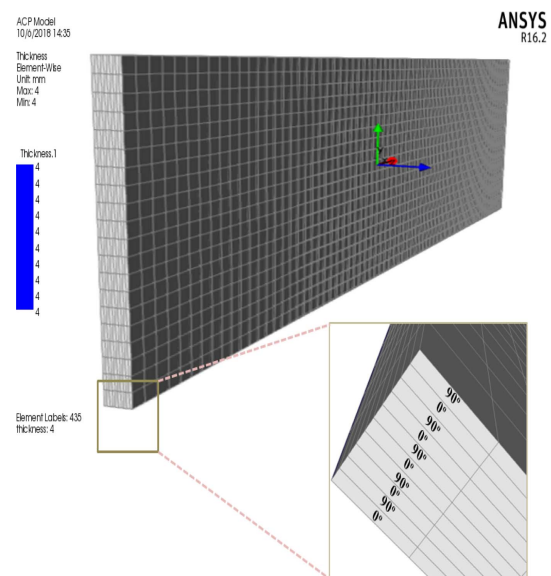 ACP Model
10/6/2018 14:35
Thickness
Element-Wise
Unit: mm
Max: 4
Min: 4
Thickness.1
4
4
4
4
4
4
4
4
4
4
Element Labels: 435
thickness: 4
ANSYS
R16.2
90°
0°
90°
0°
90°
0°
90°
0°
90°
0°